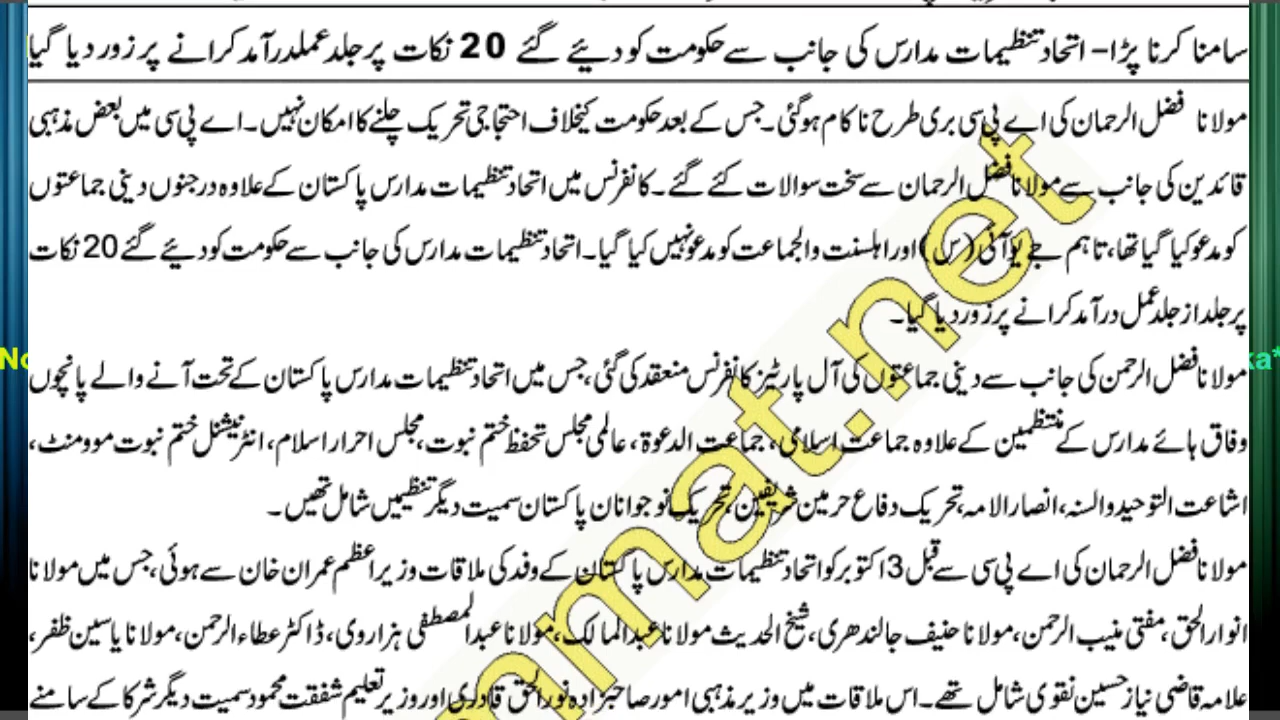 سامنا کرنا پڑا- اتحاد تنظیمات مدارس کی جانب سے حکومت کو دیئے گئے 20 نکات پر جلد عملدرآمد کرانے پر زور دیا گیا
مولانا فضل الرحمان کی اے پی سی بری طرح ناکام ہوگئی۔ جس کے بعد حکومت کیخلاف احتجاجی تحریک چلنے کا امکان نہیں۔ اے پی سی میں بعض مذہبی
قائدین کی جانب سے مولانا فضل الرحمان سے سخت سوالات کئے گئے۔ کانفرنس میں اتحاد تنظیمات مدارس پاکستان کے علاوہ درجنوں دینی جماعتوں
کو مدعو کیا گیا تھا، تاہم جے یو آئی (س) اور اہلسنت والجماعت کو مدعو نہیں کیا گیا۔ اتحاد تنظیمات مدارس کی جانب سے حکومت کو دیئے گئے 20 نکات
پر جلد از جلد عمل درآمد کرانے پر زور دیا گیا۔
مولانا فضل الرحمن کی جانب سے دینی جماعتوں کی آل پارٹیز کانفرنس منعقد کی گئی، جس میں اتحاد تنظیمات مدارس پاکستان کے تحت آنے والے پانچوں
وفاق ہائے مدارس کے منتظمین کے علاوہ جماعت اسلامی، جماعت الدعوۃ، عالمی مجلس تحفظ ختم نبوت، مجلس احرار اسلام، انٹرنیشنل ختم نبوت موومنٹ،
اشاعت التوحید والسنہ، انصار الامہ، تحریک دفاع حرمین شریفین، تحریک نوجوانان پاکستان سمیت دیگر تنظیمیں شامل تھیں۔
مولانا فضل الرحمان کی اے پی سی سے قبل 3 اکتوبر کو اتحاد تنظیمات مدارس پاکستان کے وفد کی ملاقات وزیر اعظم عمران خان سے ہوئی، جس میں مولانا
انوار الحق، مفتی منیب الرحمن، مولانا حنیف جالندھری، شیخ الحدیث مولانا عبدالمالک، مولانا عبدالمصطفی ہزاروی، ڈاکٹر عطاء الرحمن، مولانا یاسین ظفر،
علامہ قاضی نیاز حسین نقوی شامل تھے۔ اس ملاقات میں وزیر مذہبی امور صاحبزادہ نور الحق قادری اور وزیر تعلیم شفقت محمود سمیت دیگر شرکا کے سامنے